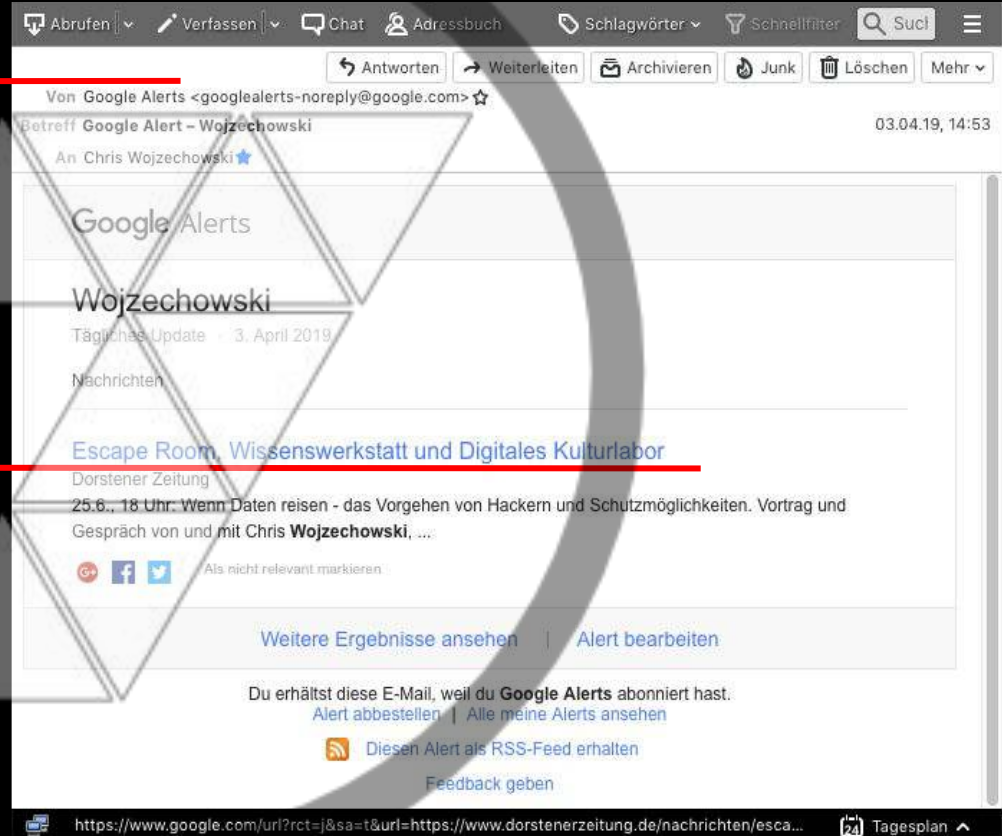 Abrufen Verfassen Chat Adressbuch Schlagwörter Schnellfilter Sucl
Antworten Weiterleiten Archivieren Junk Löschen Mehr
Von Google Alerts <googlealerts-noreply@google.com>
Betreff Google Alert – Wojzechowski 03.04.19, 14:53
An Chris Wojzechowski
Google Alerts
Wojzechowski
Tägliches Update · 3. April 2019
Nachrichten
Escape Room, Wissenswerkstatt und Digitales Kulturlabor
Dorstener Zeitung
25.6., 18 Uhr: Wenn Daten reisen - das Vorgehen von Hackern und Schutzmöglichkeiten. Vortrag und
Gespräch von und mit Chris Wojzechowski, ...
G+ f Als nicht relevant markieren
Weitere Ergebnisse ansehen | Alert bearbeiten
Du erhältst diese E-Mail, weil du Google Alerts abonniert hast.
Alert abbestellen | Alle meine Alerts ansehen
Diesen Alert als RSS-Feed erhalten
Feedback geben
https://www.google.com/url?rct=j&sa=t&url=https://www.dorstenerzeitung.de/nachrichten/esca... 24 Tagesplan